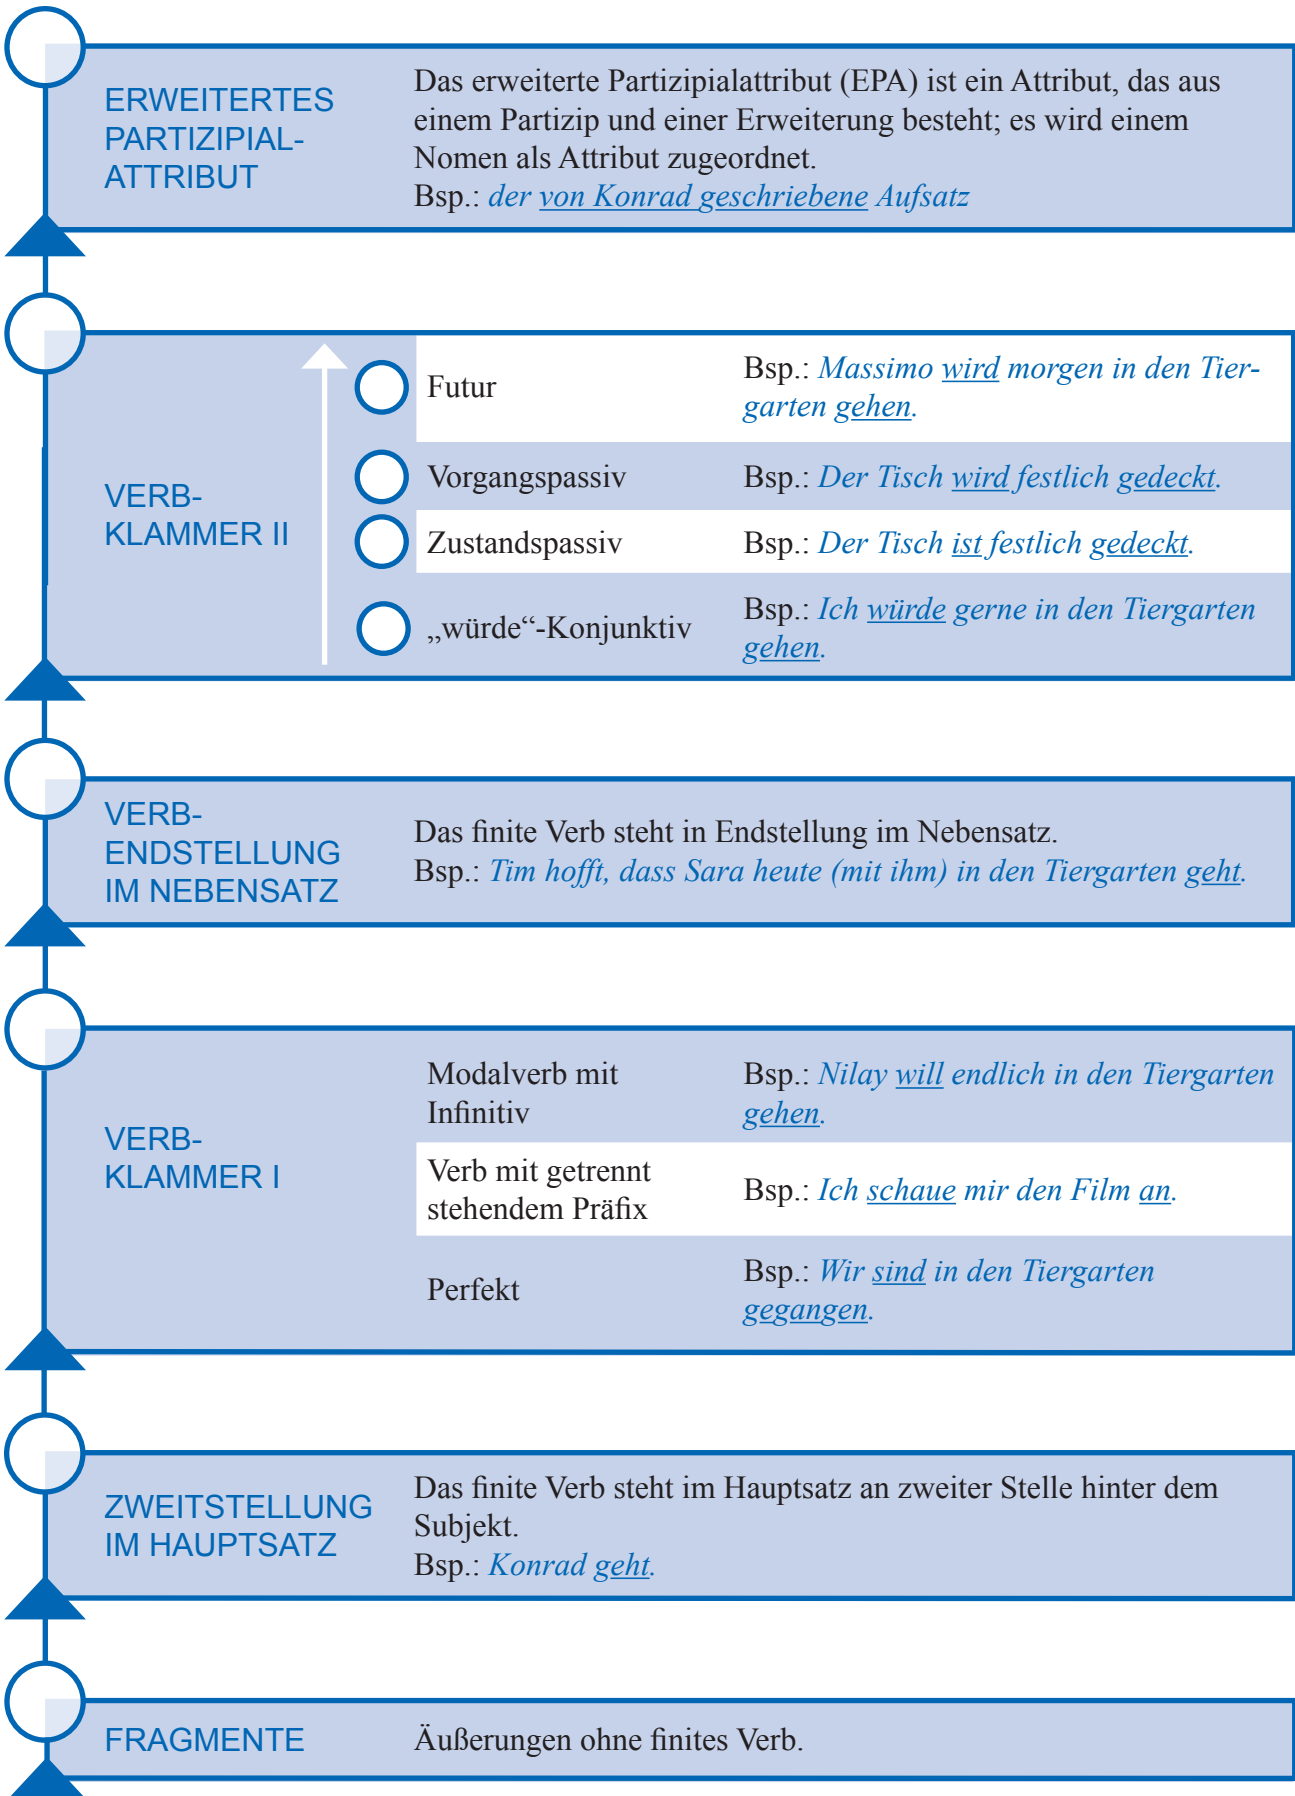 ERWEITERTES
PARTIZIPIAL-
ATTRIBUT
Das erweiterte Partizipialattribut (EPA) ist ein Attribut, das aus
einem Partizip und einer Erweiterung besteht; es wird einem
Nomen als Attribut zugeordnet.
Bsp.: der von Konrad geschriebene Aufsatz
VERB-
KLAMMER II
Futur
Bsp.: Massimo wird morgen in den Tier-
garten gehen.
Vorgangspassiv
Bsp.: Der Tisch wird festlich gedeckt.
Zustandspassiv
Bsp.: Der Tisch ist festlich gedeckt.
„würde“-Konjunktiv
Bsp.: Ich würde gerne in den Tiergarten
gehen.
VERB-
ENDSTELLUNG
IM NEBENSATZ
Das finite Verb steht in Endstellung im Nebensatz.
Bsp.: Tim hofft, dass Sara heute (mit ihm) in den Tiergarten geht.
VERB-
KLAMMER I
Modalverb mit
Infinitiv
Bsp.: Nilay will endlich in den Tiergarten
gehen.
Verb mit getrennt
stehendem Präfix
Bsp.: Ich schaue mir den Film an.
Perfekt
Bsp.: Wir sind in den Tiergarten
gegangen.
ZWEITSTELLUNG
IM HAUPTSATZ
Das finite Verb steht im Hauptsatz an zweiter Stelle hinter dem
Subjekt.
Bsp.: Konrad geht.
FRAGMENTE
Äußerungen ohne finites Verb.